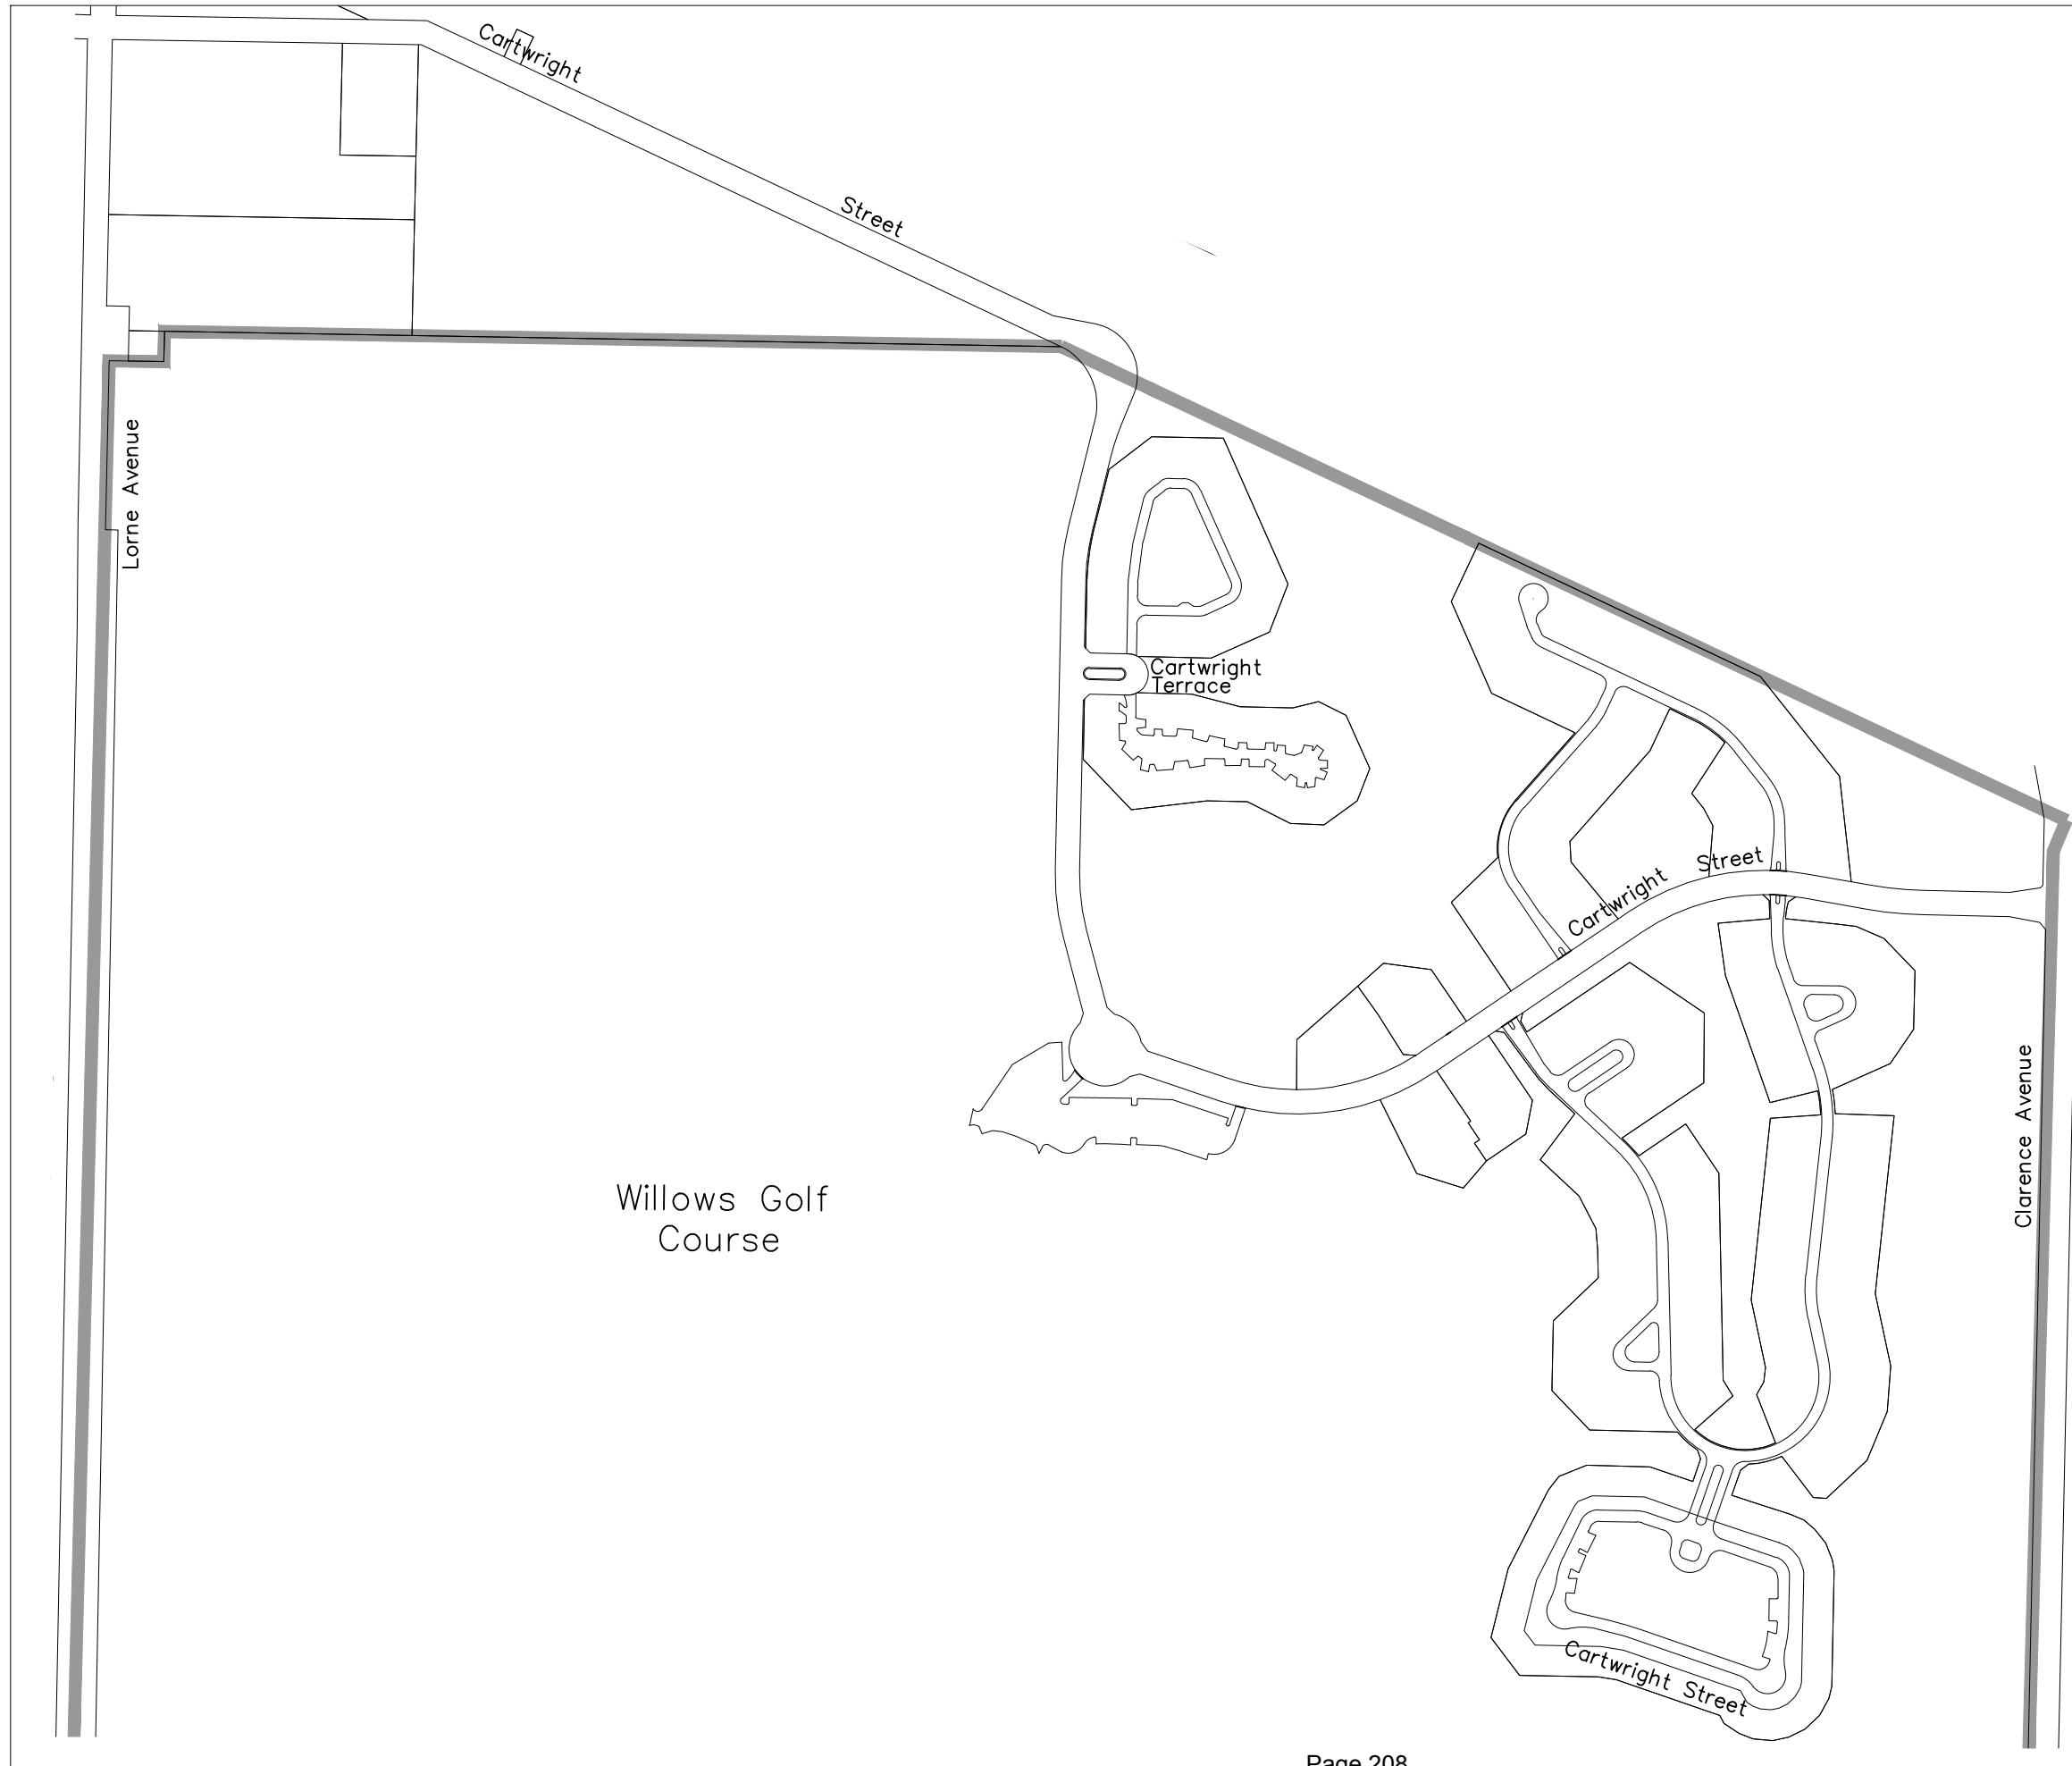 Cartwright
Street
Lorne Avenue
Cartwright
Terrace
Cartwright Street
Clarence Avenue
Willows Golf
Course
Cartwright Street
Page 208